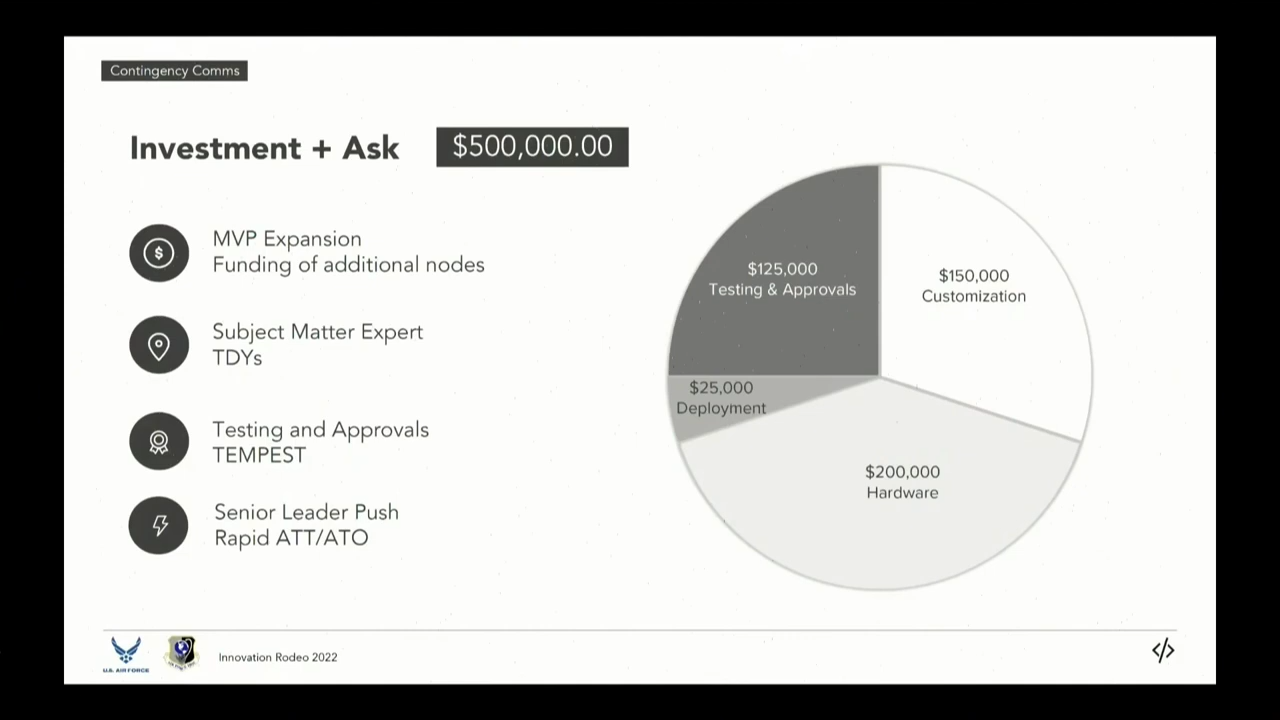 Contingency Comms
Investment + Ask
$500,000.00
MVP Expansion
Funding of additional nodes
Subject Matter Expert
TDYs
Testing and Approvals
TEMPEST
Senior Leader Push
Rapid ATT/ATO
$125,000
Testing & Approvals
$150,000
Customization
$25,000
Deployment
$200,000
Hardware
U.S. AIR FORCE
Innovation Rodeo 2022